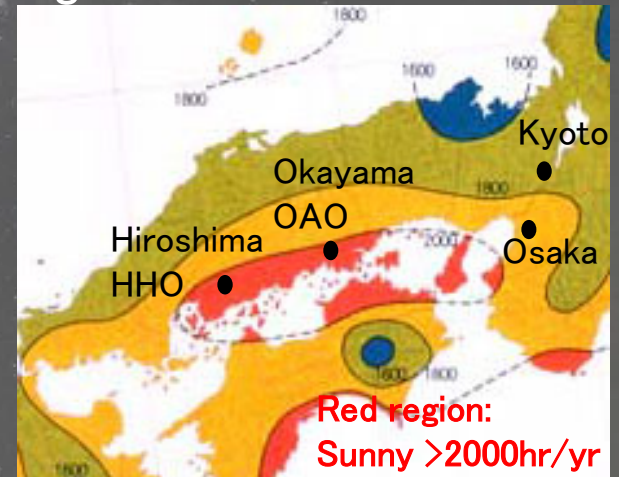 g
1800
1600
1600
1800
Kyoto
Okayama
OAO
1800
Hiroshima
HHO
2000
Osaka
1600 - 1800
Red region:
Sunny >2000hr/yr
1800